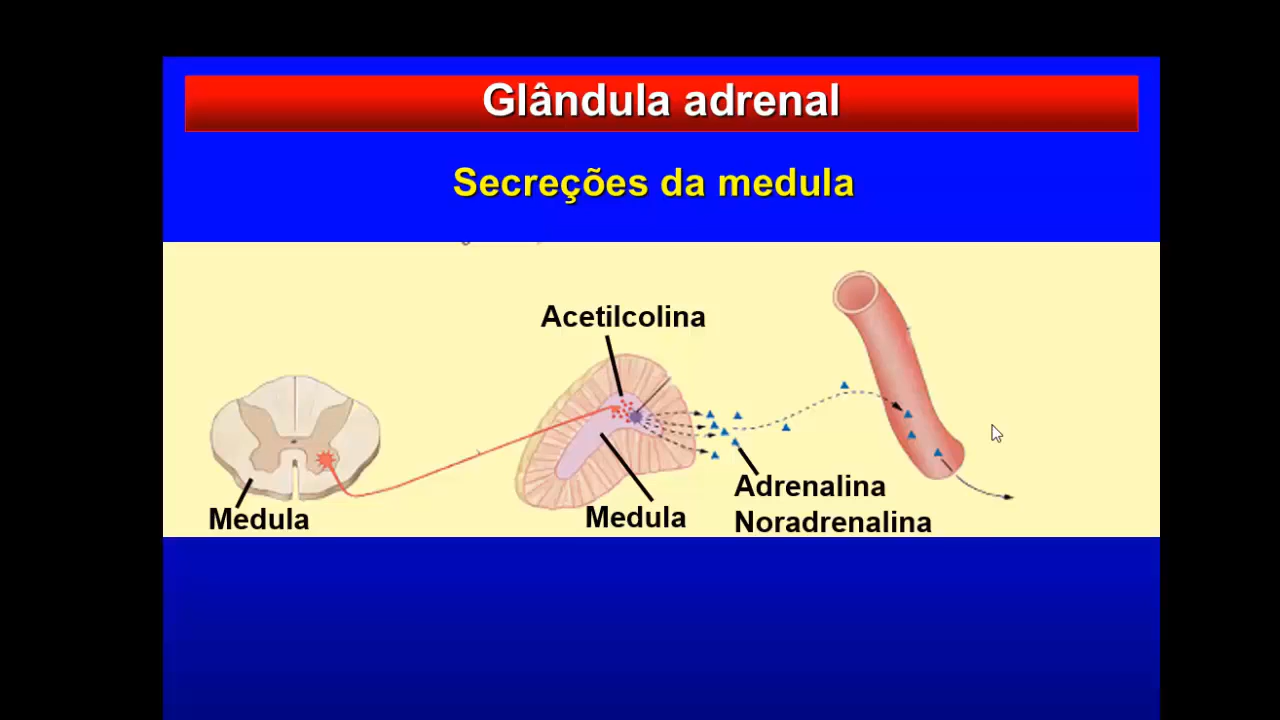 Glândula adrenal
Secreções da medula
Acetilcolina
Medula
Medula
Adrenalina
Noradrenalina